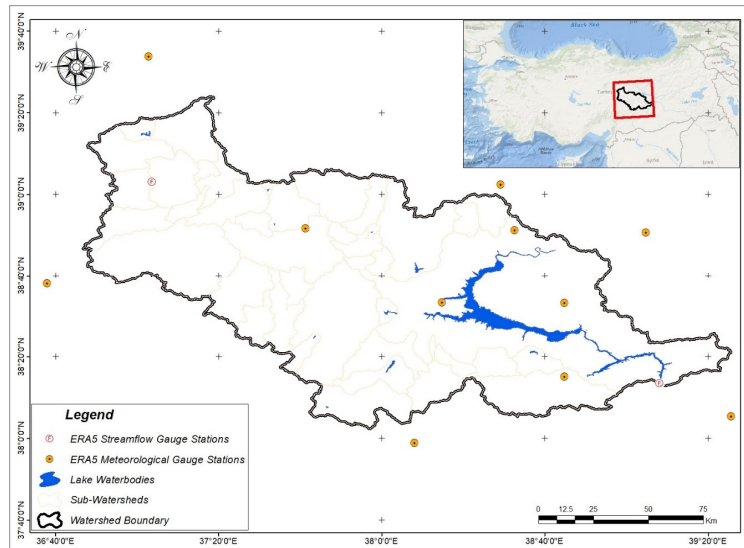 39°40'0"N
39°20'0"N
39°0'0"N
38°40'0"N
38°20'0"N
38°0'0"N
37°40'0"N
N
W
E
S
Black Sea
Syria
Iraq
Legend
F
ERA5 Streamflow Gauge Stations
ERA5 Meteorological Gauge Stations
Lake Waterbodies
Sub-Watersheds
Watershed Boundary
0 12.5 25 50 75
Km
36°40'0"E
37°20'0"E
38°0'0"E
38°40'0"E
39°20'0"E